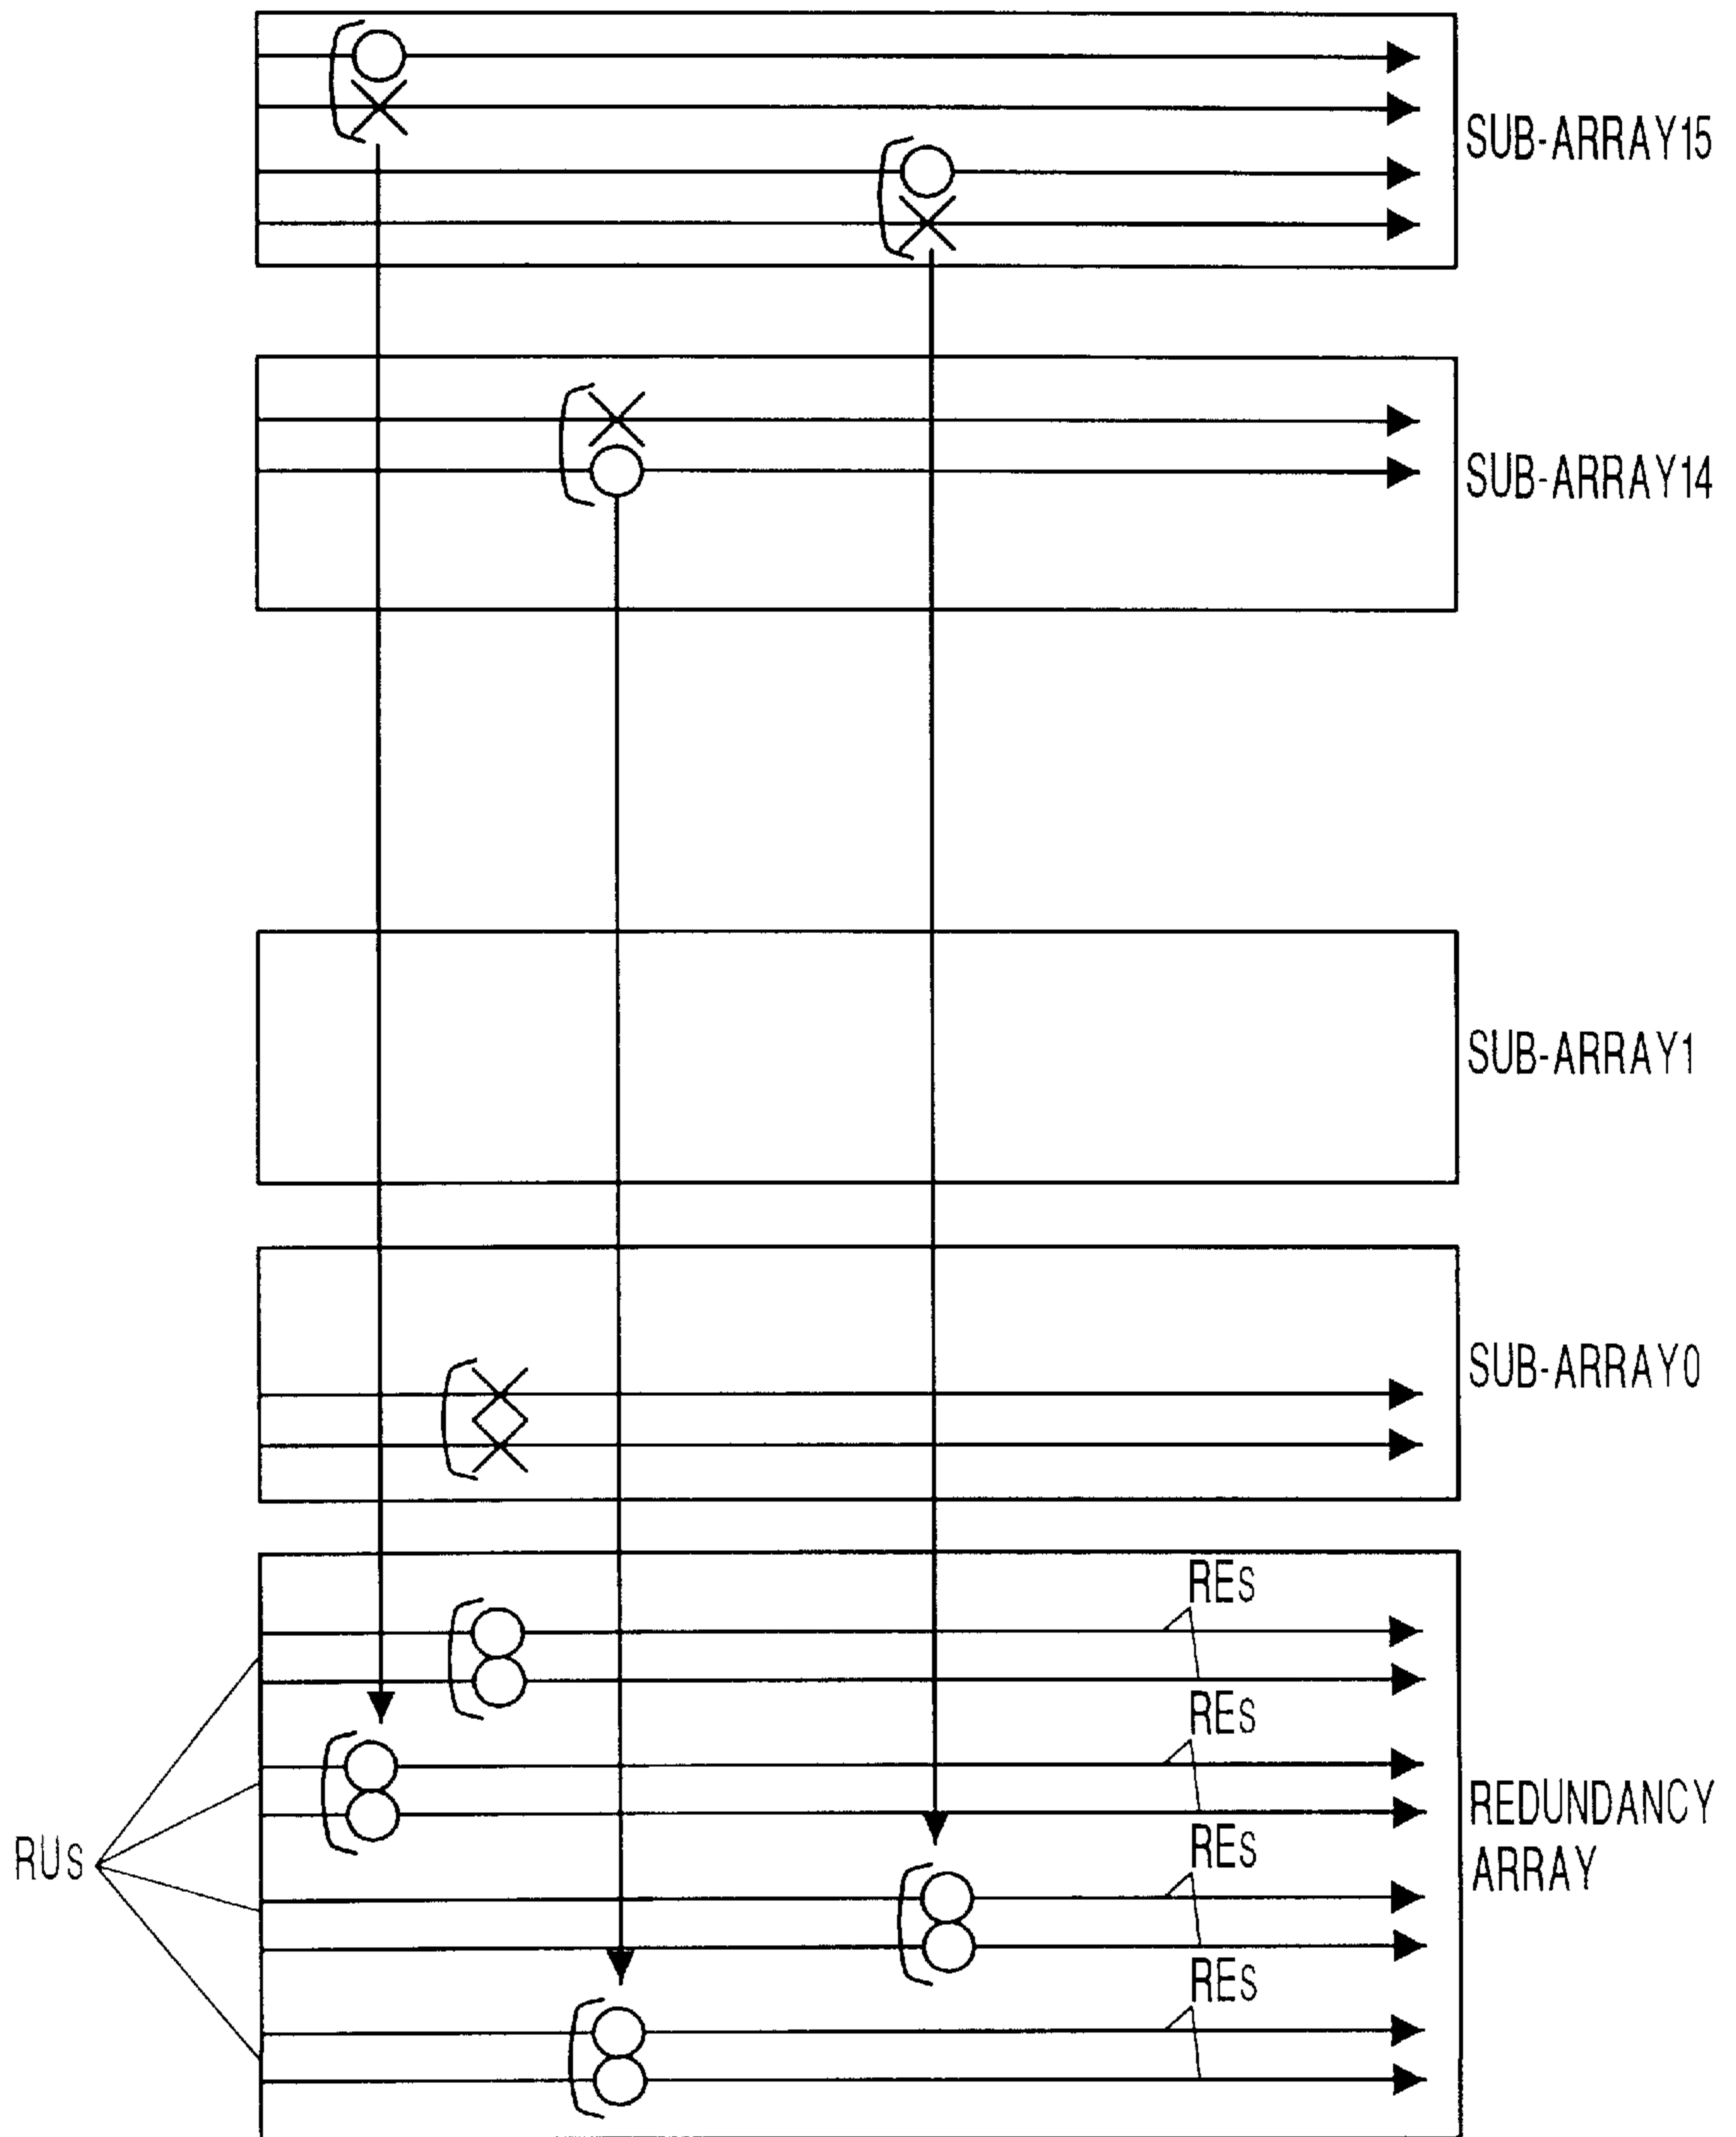 SUB-ARRAY15
SUB-ARRAY14
SUB-ARRAY1
SUB-ARRAY0
REs
REs
REDUNDANCY
ARRAY
RUs
REs
REs